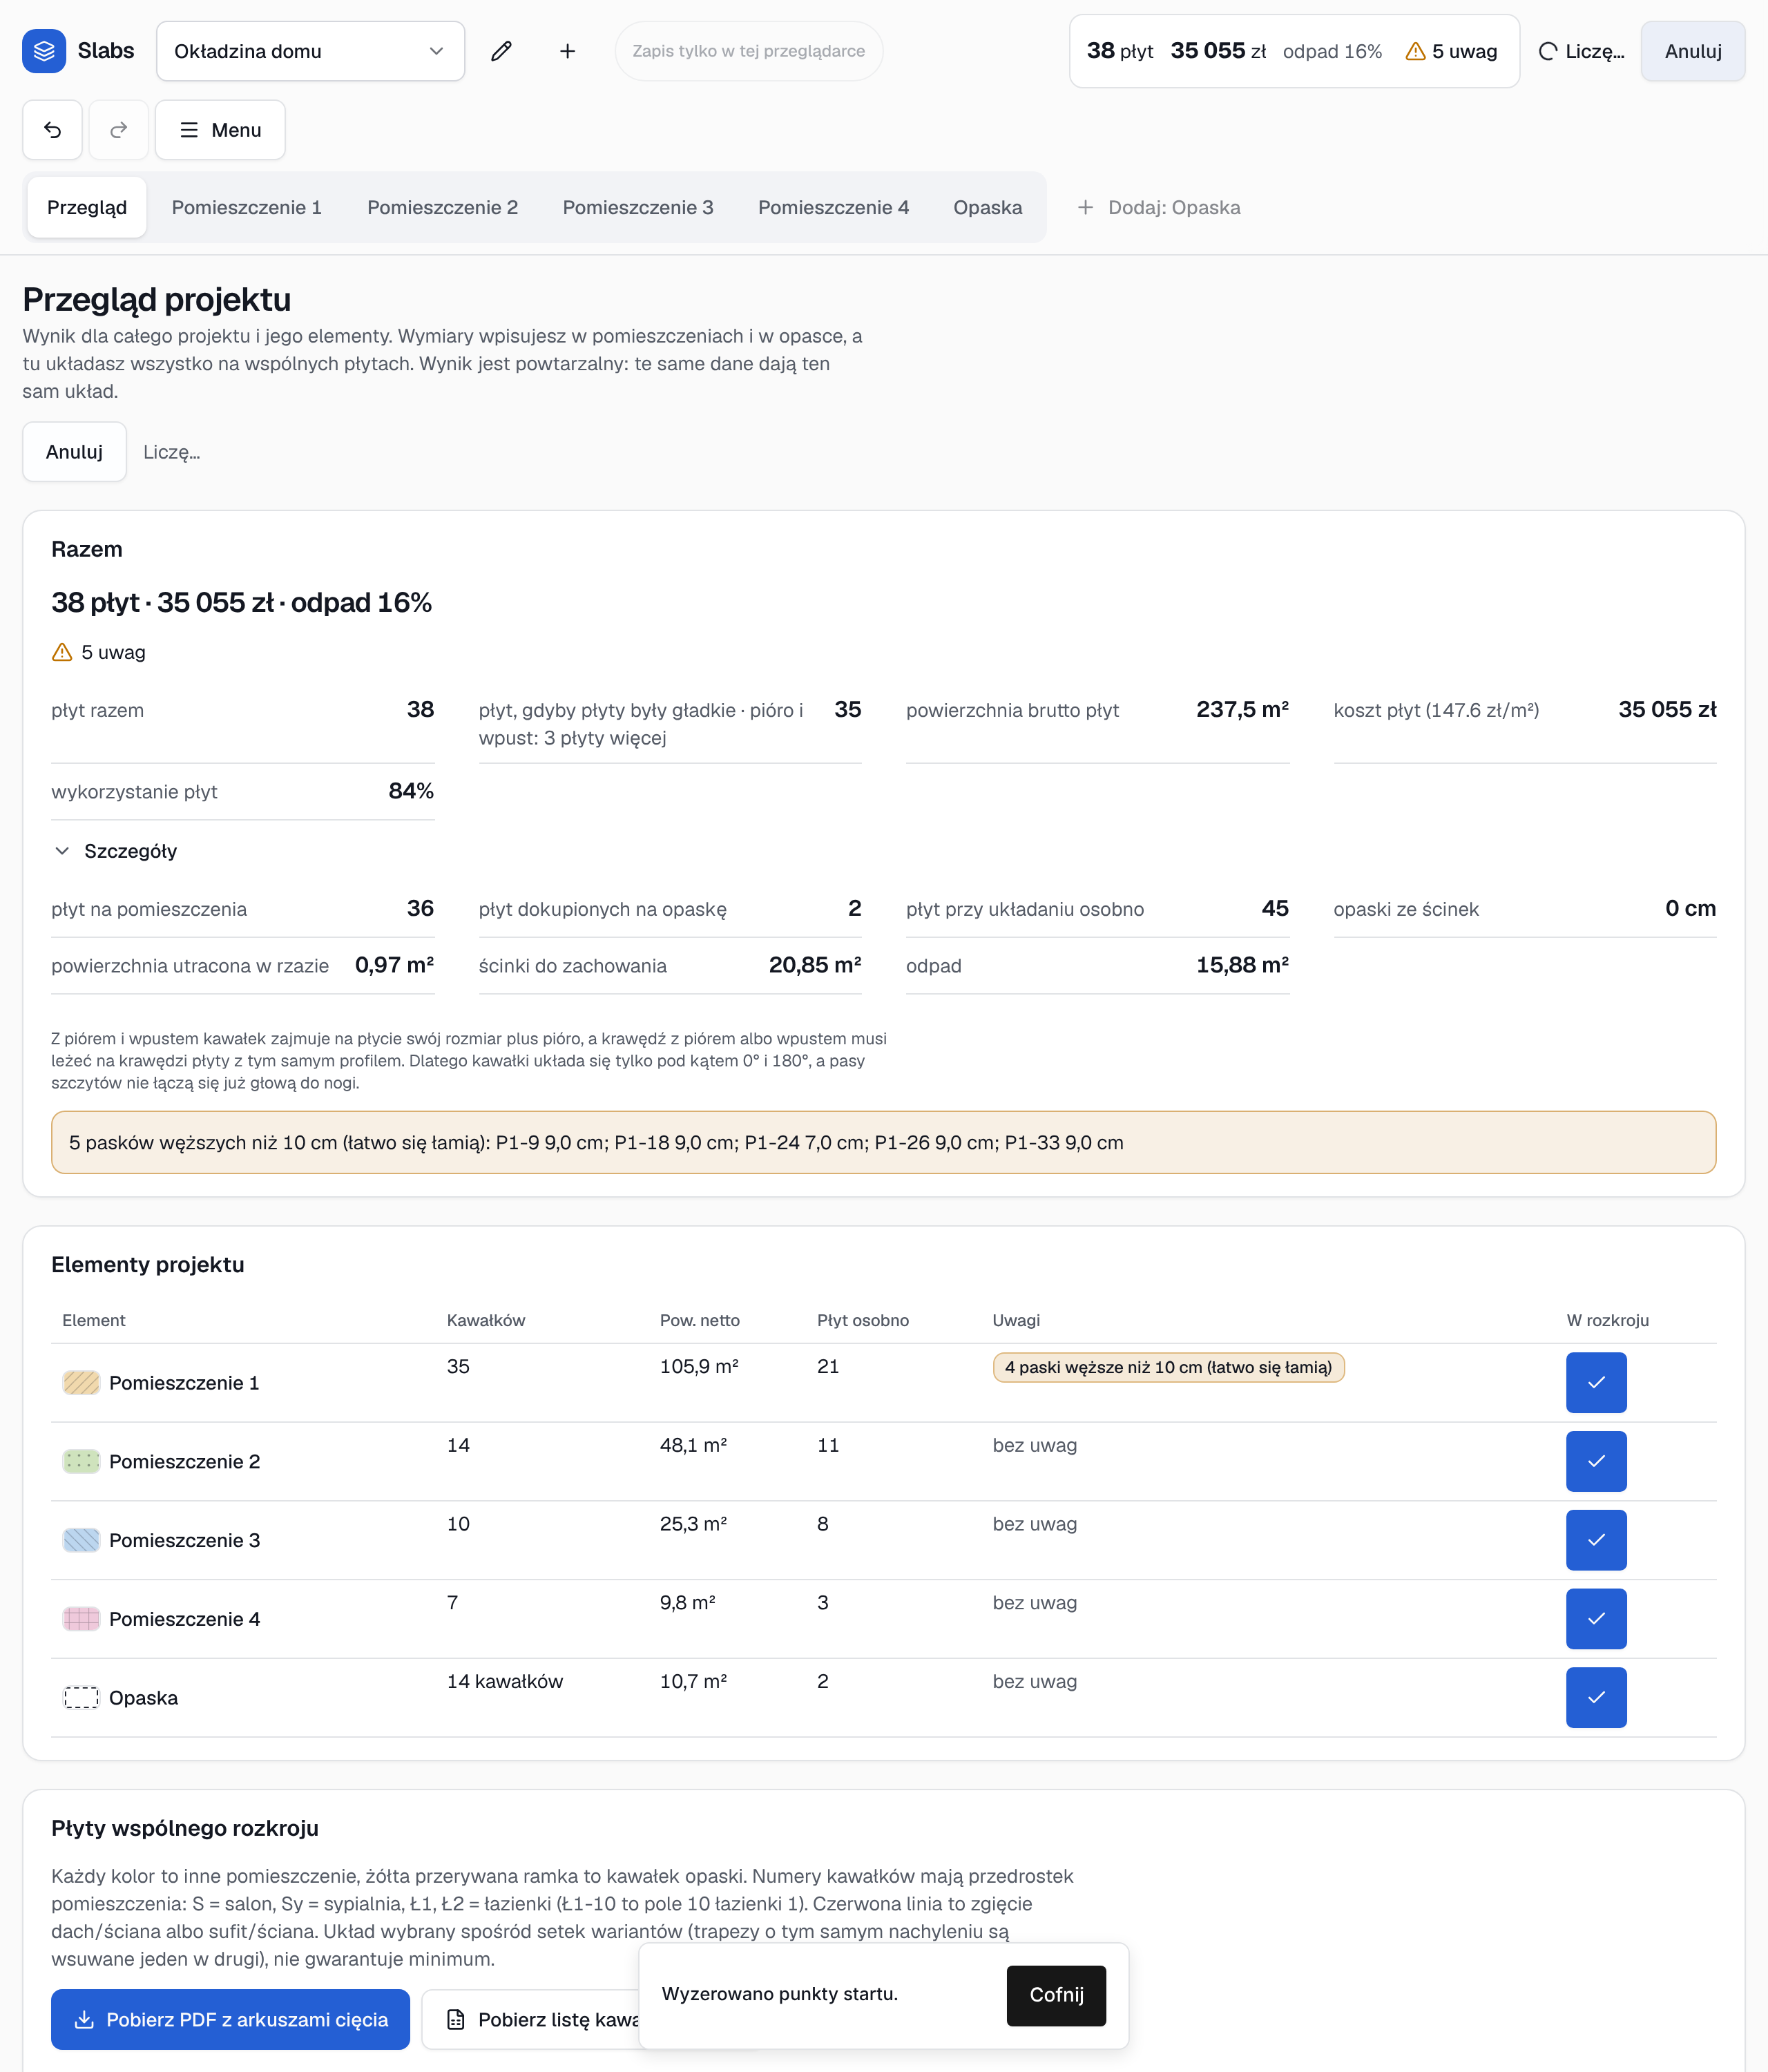 Slabs
Okładzina domu
Zapis tylko w tej przeglądarce
38 płyt 35 055 zł odpad 16% 5 uwag
Liczę...
Anuluj
Menu
Przegląd
Pomieszczenie 1
Pomieszczenie 2
Pomieszczenie 3
Pomieszczenie 4
Opaska
Dodaj: Opaska
Przegląd projektu
Wynik dla całego projektu i jego elementy. Wymiary wpisujesz w pomieszczeniach i w opasce, a
tu układasz wszystko na wspólnych płytach. Wynik jest powtarzalny: te same dane dają ten
sam układ.
Anuluj
Liczę...
Razem
38 płyt · 35 055 zł · odpad 16%
5 uwag
płyt razem 38
płyt, gdyby płyty były gładkie · pióro i 35
wpust: 3 płyty więcej
powierzchnia brutto płyt 237,5 m²
koszt płyt (147.6 zł/m²) 35 055 zł
wykorzystanie płyt 84%
Szczegóły
płyt na pomieszczenia 36
płyt dokupionych na opaskę 2
płyt przy układaniu osobno 45
opaski ze ścinek 0 cm
powierzchnia utracona w rzazie 0,97 m²
ścinki do zachowania 20,85 m²
odpad 15,88 m²
Z piórem i wpustem kawałek zajmuje na płycie swój rozmiar plus pióro, a krawędź z piórem albo wpustem musi
leżeć na krawędzi płyty z tym samym profilem. Dlatego kawałki układa się tylko pod kątem 0° i 180°, a pasy
szczytów nie łączą się już głową do nogi.
5 pasków węższych niż 10 cm (łatwo się łamią): P1-9 9,0 cm; P1-18 9,0 cm; P1-24 7,0 cm; P1-26 9,0 cm; P1-33 9,0 cm
Elementy projektu
Element Kawałków Pow. netto Płyt osobno Uwagi W rozkroju
Pomieszczenie 1 35 105,9 m² 21 4 paski węższe niż 10 cm (łatwo się łamią)
Pomieszczenie 2 14 48,1 m² 11 bez uwag
Pomieszczenie 3 10 25,3 m² 8 bez uwag
Pomieszczenie 4 7 9,8 m² 3 bez uwag
Opaska 14 kawałków 10,7 m² 2 bez uwag
Płyty wspólnego rozkroju
Każdy kolor to inne pomieszczenie, żółta przerywana ramka to kawałek opaski. Numery kawałków mają przedrostek
pomieszczenia: S = salon, Sy = sypialnia, Ł1, Ł2 = łazienki (Ł1-10 to pole 10 łazienki 1). Czerwona linia to zgięcie
dach/ściana albo sufit/ściana. Układ wybrany spośród setek wariantów (trapezy o tym samym nachyleniu są
wsuwane jeden w drugi), nie gwarantuje minimum.
Pobierz PDF z arkuszami cięcia
Pobierz listę kawa
Wyzerowano punkty startu.
Cofnij